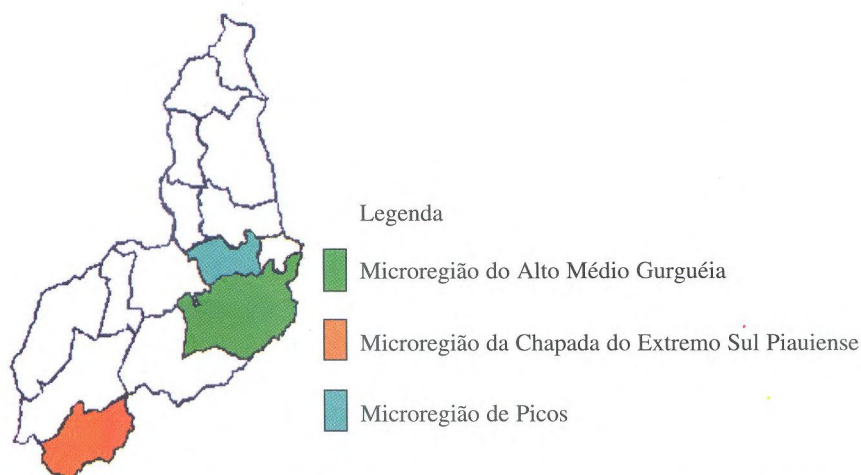 Legenda
Microregião do Alto Médio Gurguéia
Microregião da Chapada do Extremo Sul Piauiense
Microregião de Picos